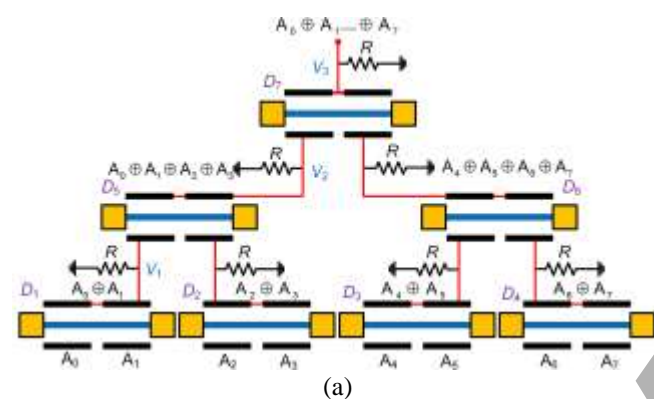 A₀ ⊕ A₁ ⊕ A₇
R
V₃
D₇
R
R
A₀ ⊕ A₁ ⊕ A₂ ⊕ A₃
V₂
A₄ ⊕ A₅ ⊕ A₆ ⊕ A₇
D₅
D₆
R
V₁
R
R
R
D₁
A₀ ⊕ A₁
D₂
A₂ ⊕ A₃
D₃
A₄ ⊕ A₅
D₄
A₆ ⊕ A₇
A₀ A₁ A₂ A₃ A₄ A₅ A₆ A₇
(a)